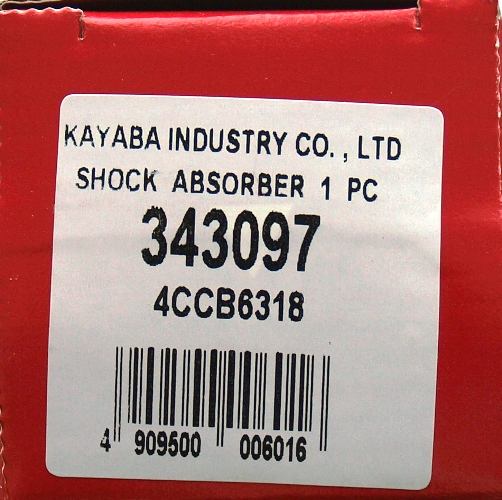 KAYABA INDUSTRY CO. , LTD
SHOCK ABSORBER 1 PC
343097
4CCB6318
4 909500 006016